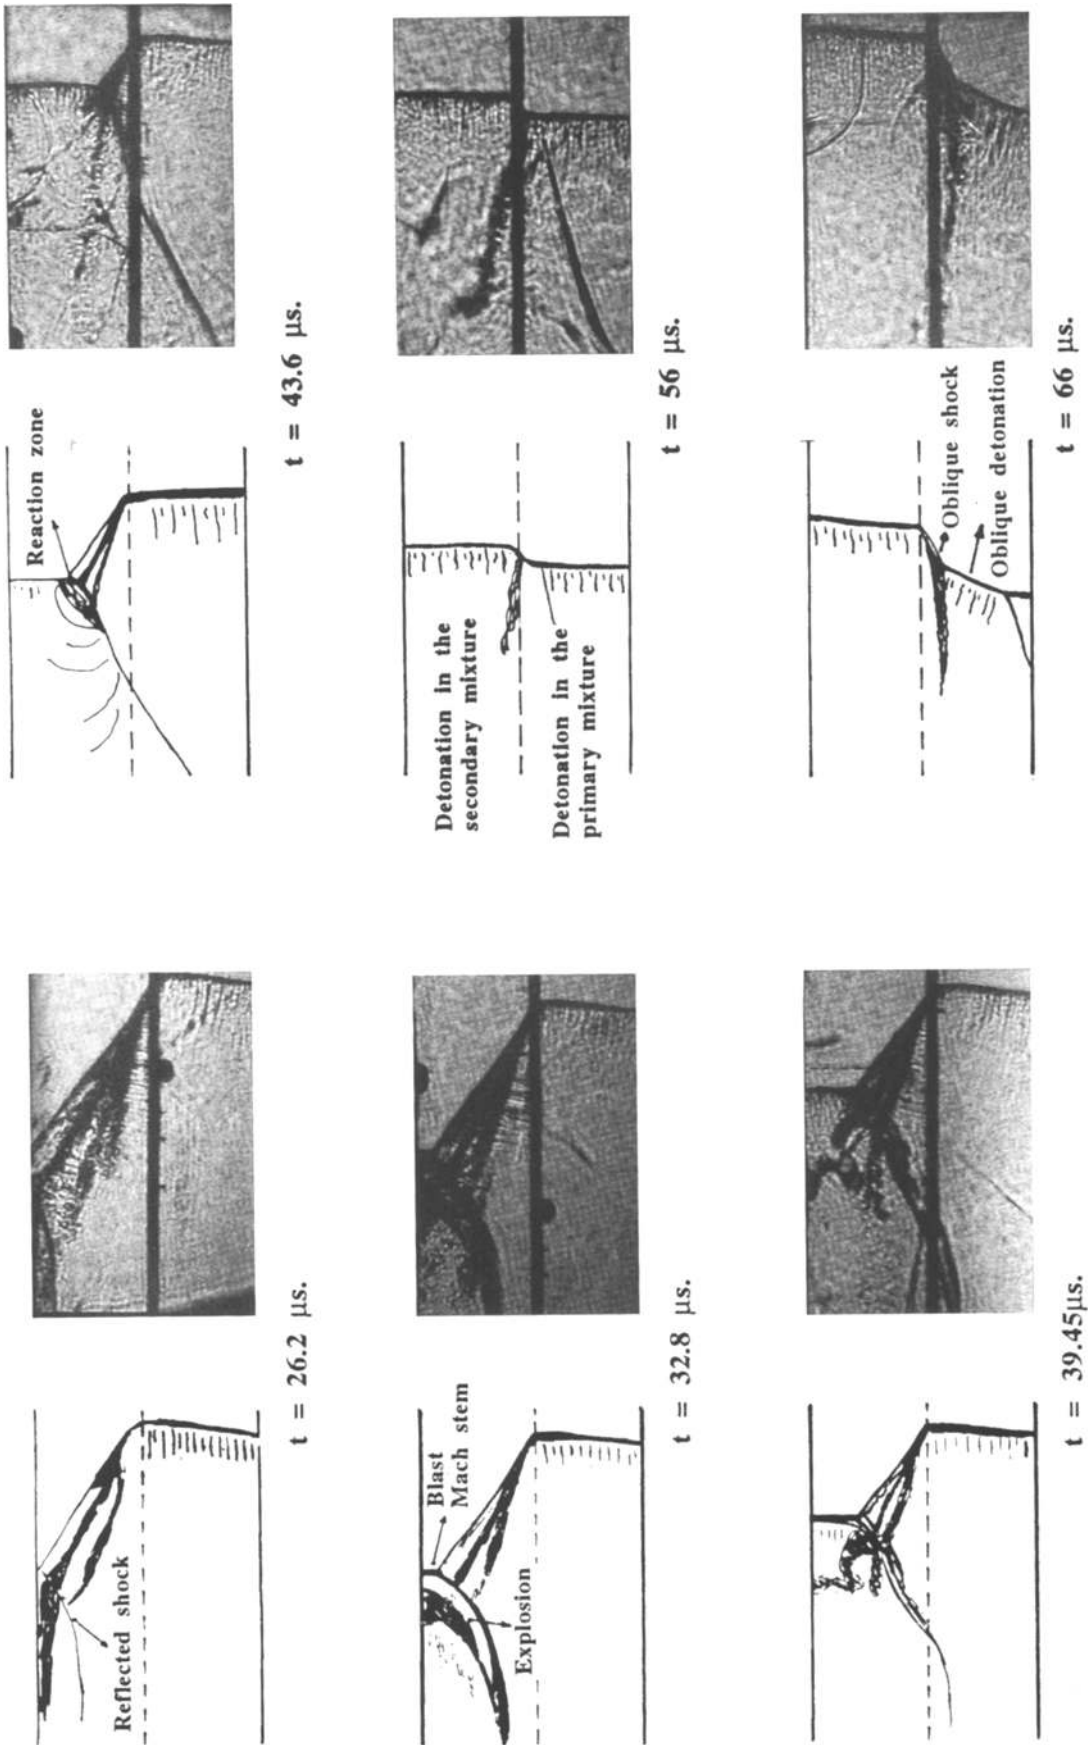 Reflected shock
t = 26.2 μs.
Blast
Mach stem
Explosion
t = 32.8 μs.
t = 39.45μs.
Reaction zone
t = 43.6 μs.
Detonation in the
secondary mixture
Detonation in the
primary mixture
t = 56 μs.
Oblique shock
Oblique detonation
t = 66 μs.